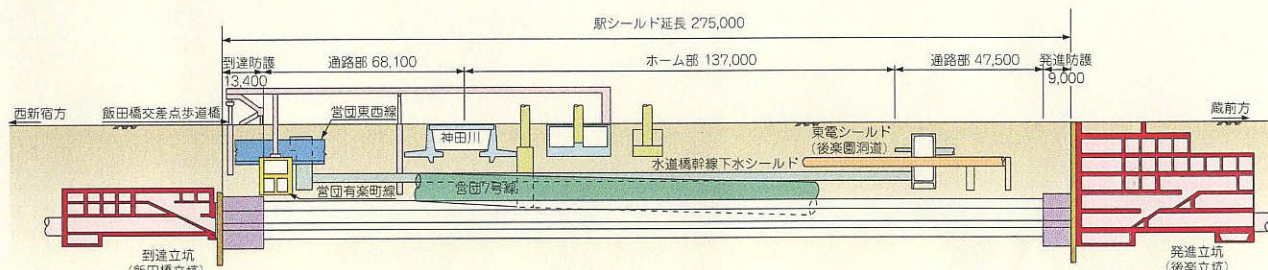 駅シールド延長 275,000
到達防護
13,400
通路部 68,100
ホーム部 137,000
通路部 47,500
発進防護
9,000
西新宿方
飯田橋交差点歩道橋
営団東西線
神田川
東電シールド
(後楽園洞道)
蔵前方
水道橋幹線下水シールド
営団有楽町線
営団7号線
到達立坑
(飯田橋立坑)
発進立坑
(後楽立坑)